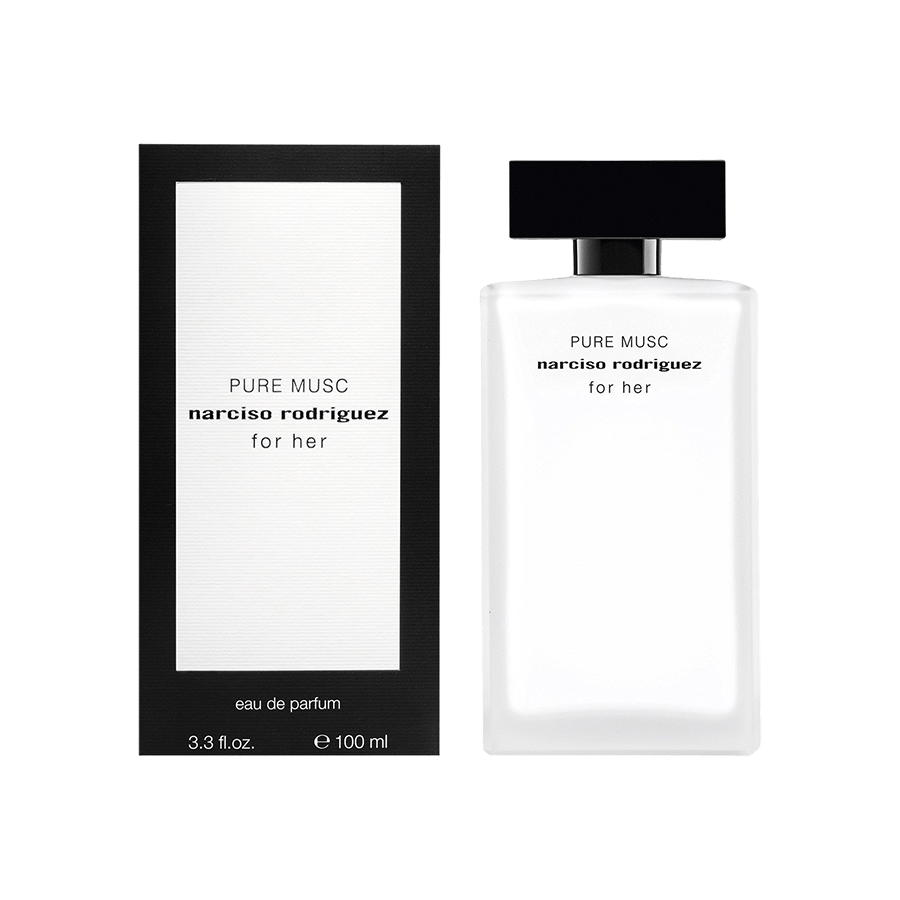 PURE MUSC
narciso rodriguez
for her
eau de parfum
3.3 fl.oz. ℮ 100 ml
PURE MUSC
narciso rodriguez
for her